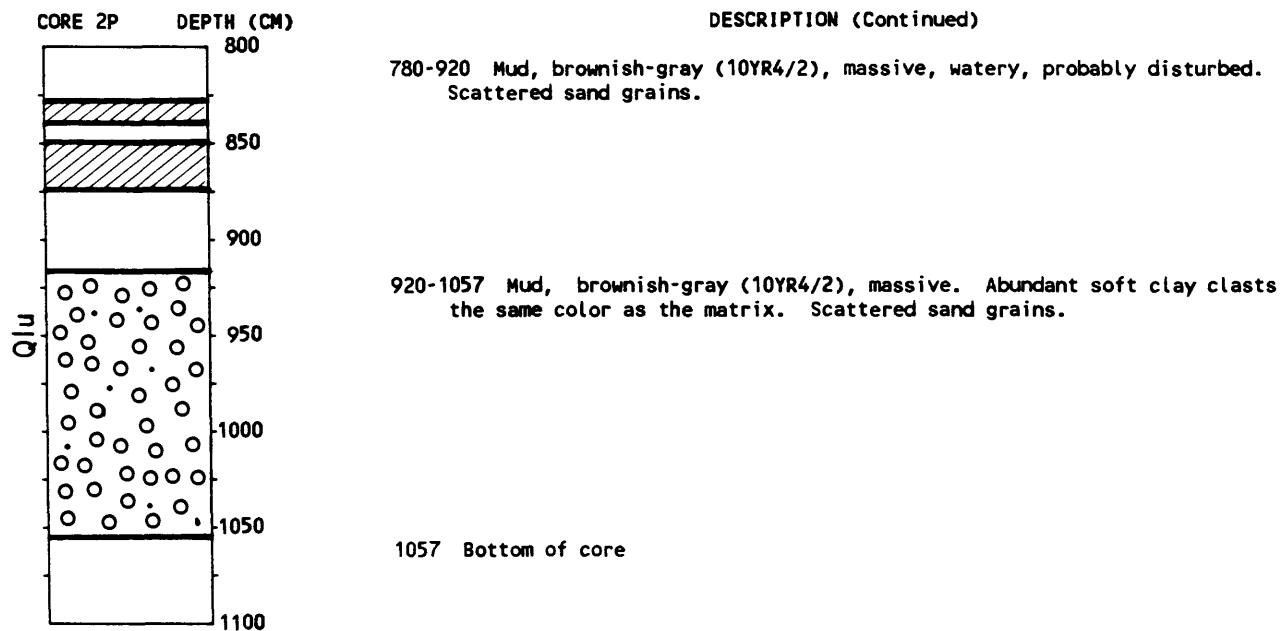 CORE 2P DEPTH (CM) DESCRIPTION (Continued)
800
780-920 Mud, brownish-gray (10YR4/2), massive, watery, probably disturbed.
Scattered sand grains.
850
900
920-1057 Mud, brownish-gray (10YR4/2), massive. Abundant soft clay clasts
the same color as the matrix. Scattered sand grains.
950
Qlu
1000
1050
1057 Bottom of core
1100